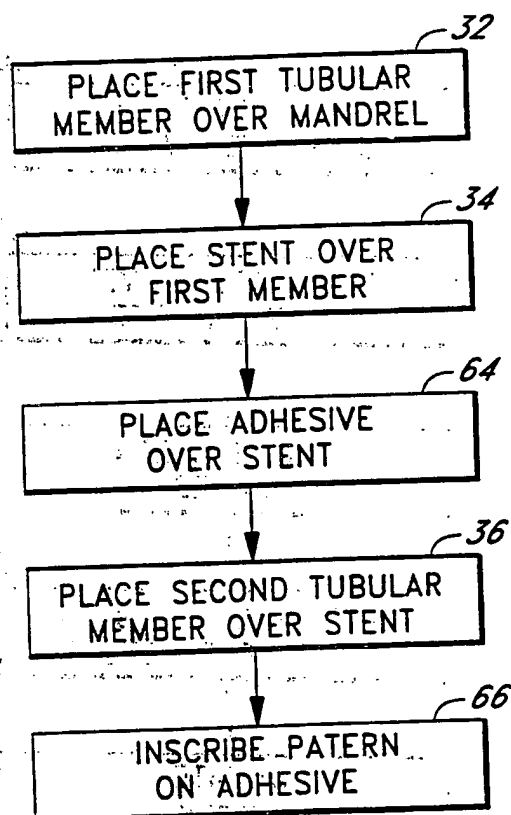 32
PLACE FIRST TUBULAR
MEMBER OVER MANDREL
34
PLACE STENT OVER
FIRST MEMBER
64
PLACE ADHESIVE
OVER STENT
36
PLACE SECOND TUBULAR
MEMBER OVER STENT
66
INSCRIBE PATERN
ON ADHESIVE